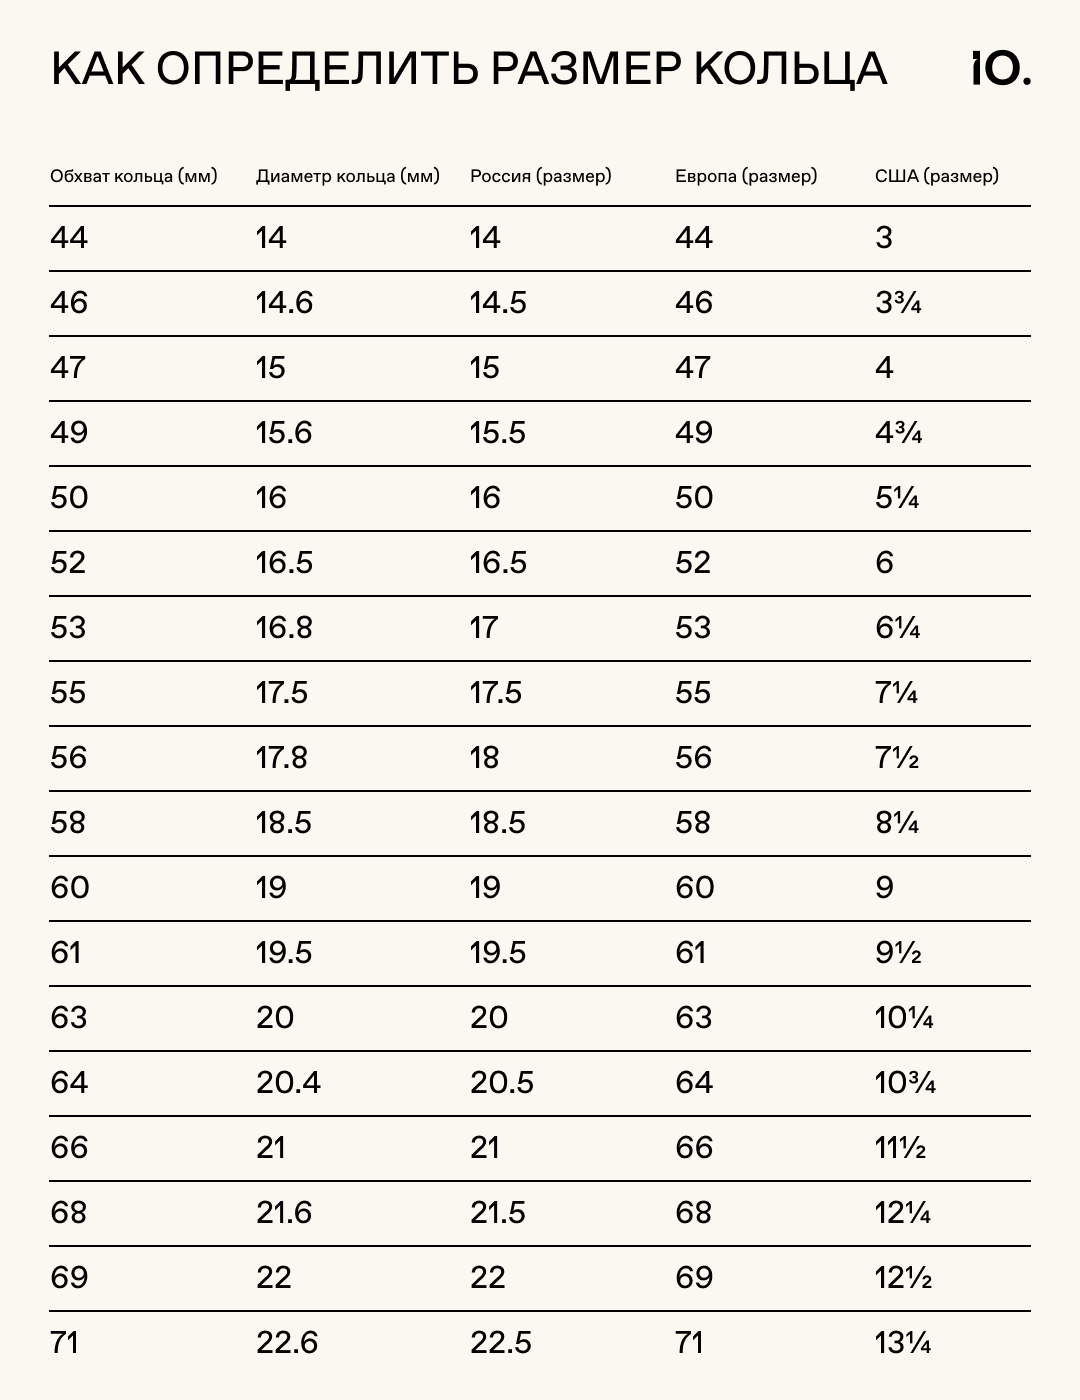 КАК ОПРЕДЕЛИТЬ РАЗМЕР КОЛЬЦА ïO.
Обхват кольца (мм) Диаметр кольца (мм) Россия (размер) Европа (размер) США (размер)
44 14 14 44 3
46 14.6 14.5 46 3¾
47 15 15 47 4
49 15.6 15.5 49 4¾
50 16 16 50 5¼
52 16.5 16.5 52 6
53 16.8 17 53 6¼
55 17.5 17.5 55 7¼
56 17.8 18 56 7½
58 18.5 18.5 58 8¼
60 19 19 60 9
61 19.5 19.5 61 9½
63 20 20 63 10¼
64 20.4 20.5 64 10¾
66 21 21 66 11½
68 21.6 21.5 68 12¼
69 22 22 69 12½
71 22.6 22.5 71 13¼